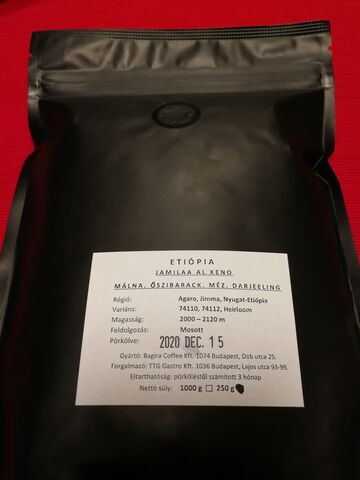 ETIÓPIA
JAMILAA AL KENO
MÁLNA, ŐSZIBARACK, MÉZ, DARJEELING
Régió: Agaro, Jimma, Nyugat-Etiópia
Variáns: 74110, 74112, Heirloom
Magasság: 2000 – 2120 m
Feldolgozás: Mosott
Pörkölve: 2020 DEC. 15
Gyártó: Bagira Coffee Kft. 1074 Budapest, Dob utca 25.
Forgalmazó: TTG Gastro Kft. 1036 Budapest, Lajos utca 93-99.
Eltarthatóság: pörköléstől számított 3 hónap
Nettó súly: 1000 g 250 g